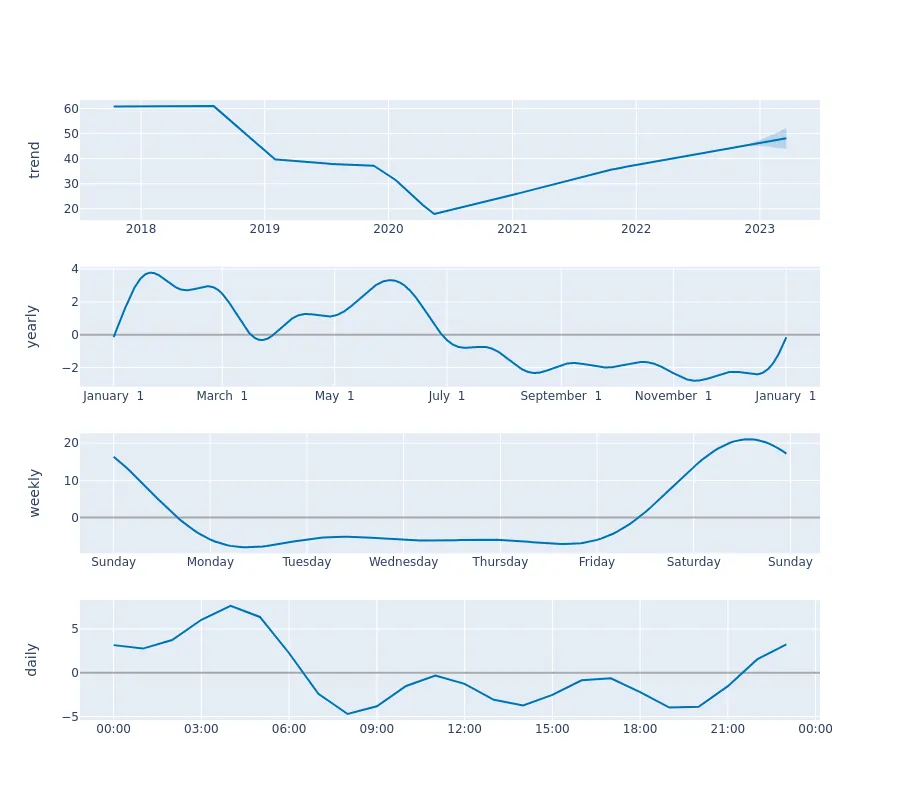 trend
60
50
40
30
20
2018 2019 2020 2021 2022 2023
yearly
4
2
0
−2
January 1 March 1 May 1 July 1 September 1 November 1 January 1
weekly
20
10
0
Sunday Monday Tuesday Wednesday Thursday Friday Saturday Sunday
daily
5
0
−5
00:00 03:00 06:00 09:00 12:00 15:00 18:00 21:00 00:00